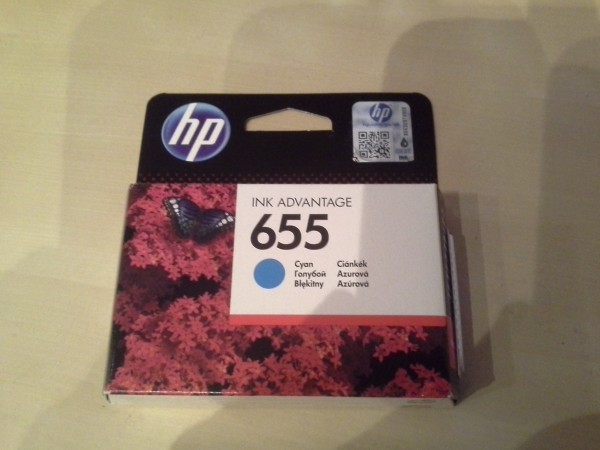 hp
hp
INK ADVANTAGE
655
Cyan Ciánkék
Голубой Azurová
Błękitny Azúrová